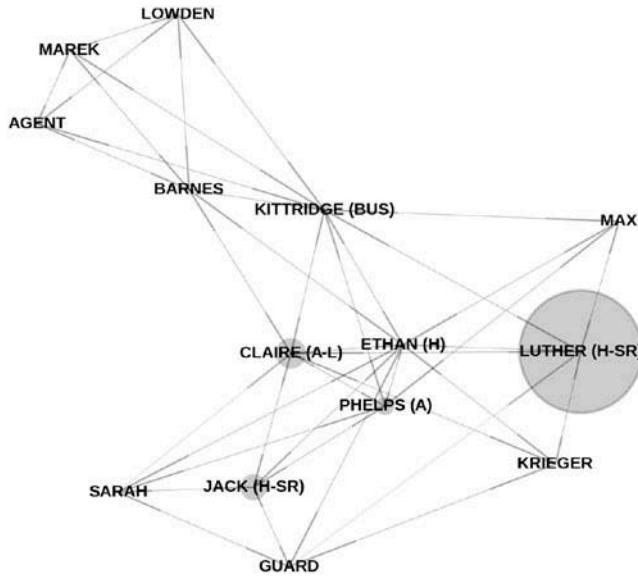 LOWDEN
MAREK
AGENT
BARNES
KITTRIDGE (BUS)
MAX
CLAIRE (A-L)
ETHAN (H)
LUTHER (H-SR)
PHELPS (A)
KRIEGER
SARAH
JACK (H-SR)
GUARD